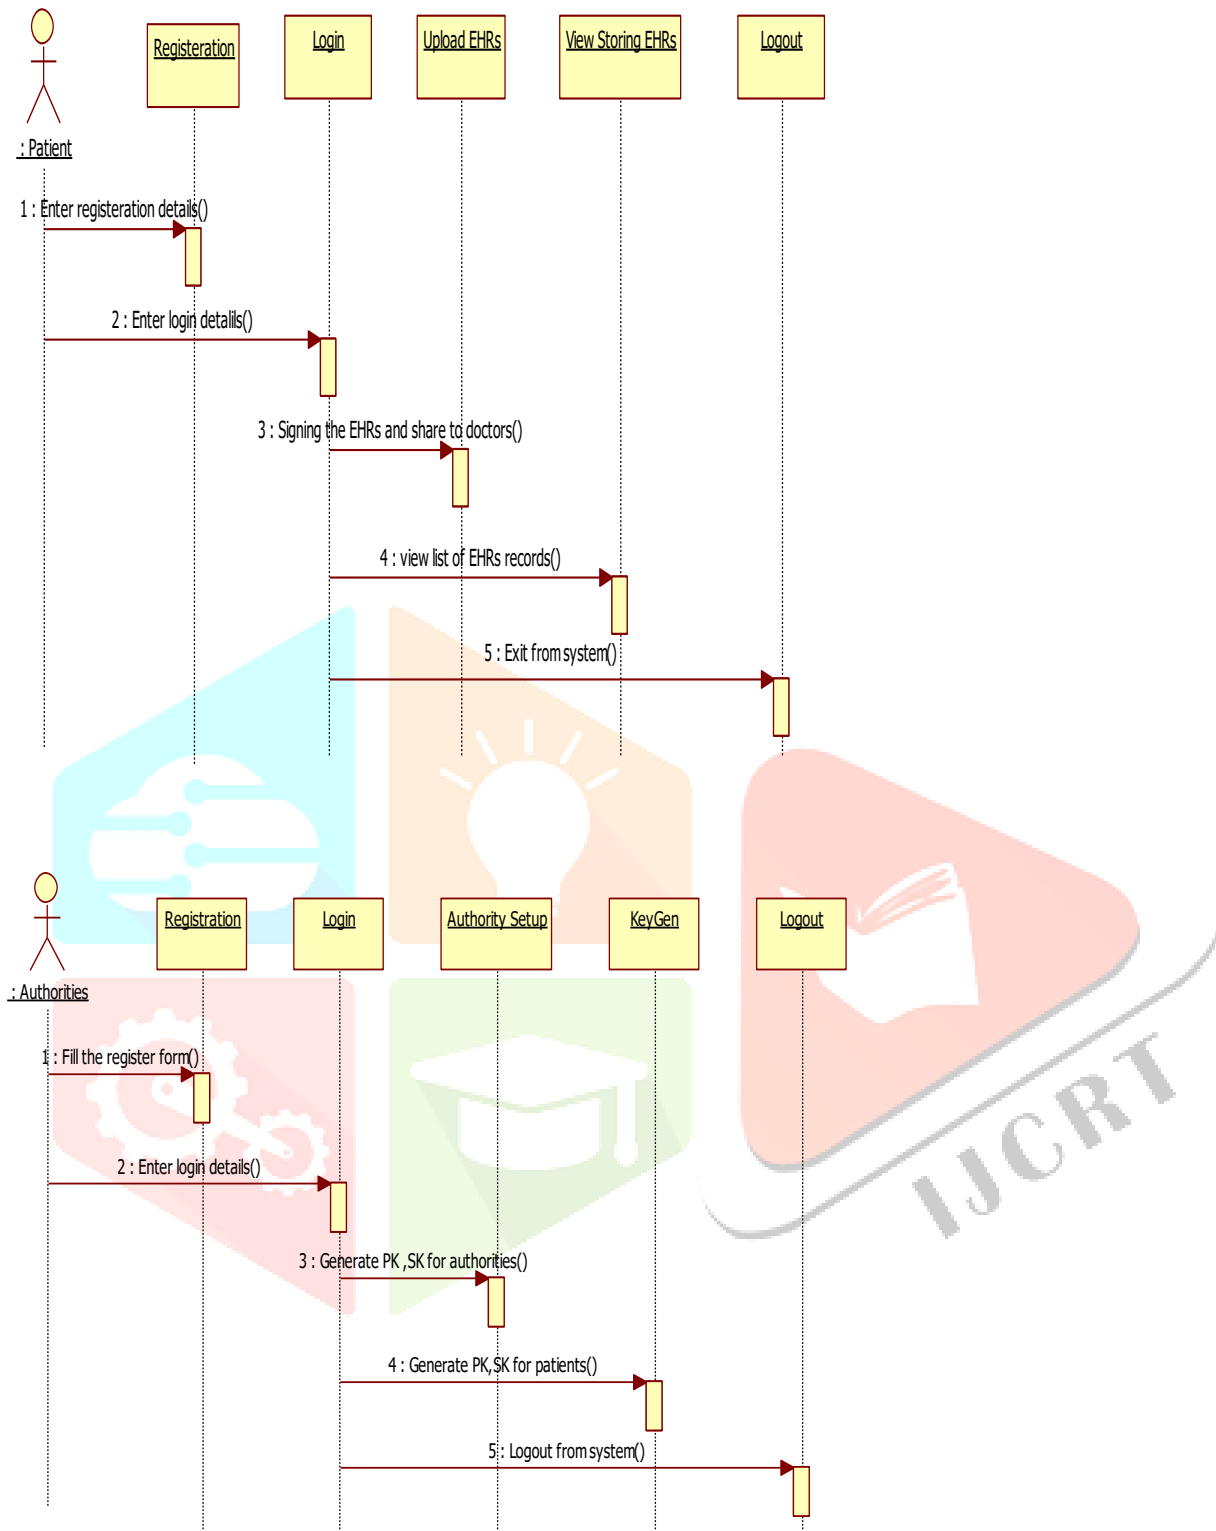 Registeration
Login
Upload EHRs
View Storing EHRs
Logout
: Patient
1 : Enter registeration details()
2 : Enter login detalils()
3 : Signing the EHRs and share to doctors()
4 : view list of EHRs records()
5 : Exit from system()
Registration
Login
Authority Setup
KeyGen
Logout
: Authorities
1 : Fill the register form()
2 : Enter login details()
3 : Generate PK ,SK for authorities()
4 : Generate PK,SK for patients()
5 : Logout from system()
IJCRT